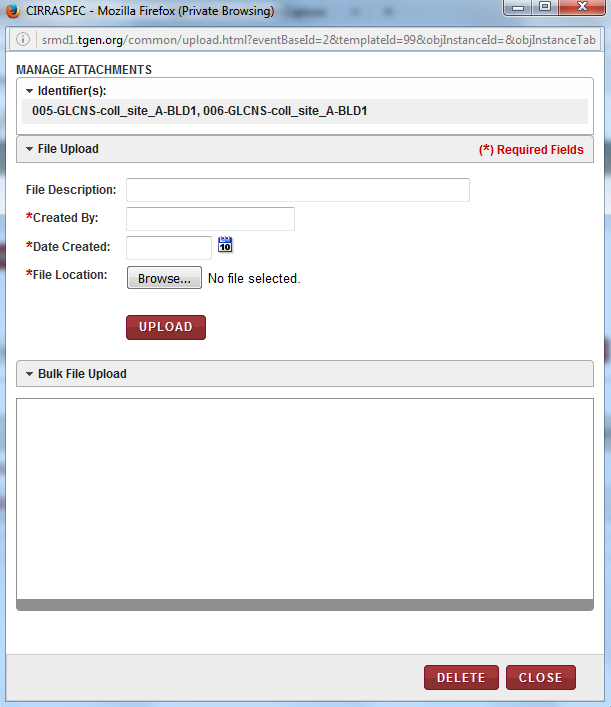 CIRRASPEC - Mozilla Firefox (Private Browsing)
srmd1.tgen.org/common/upload.html?eventBaseId=2&templateId=99&objInstanceId=&objInstanceTab
MANAGE ATTACHMENTS
Identifier(s):
005-GLCNS-coll_site_A-BLD1, 006-GLCNS-coll_site_A-BLD1
File Upload (*) Required Fields
File Description:
*Created By:
*Date Created: 10
*File Location: Browse... No file selected.
UPLOAD
Bulk File Upload
DELETE CLOSE